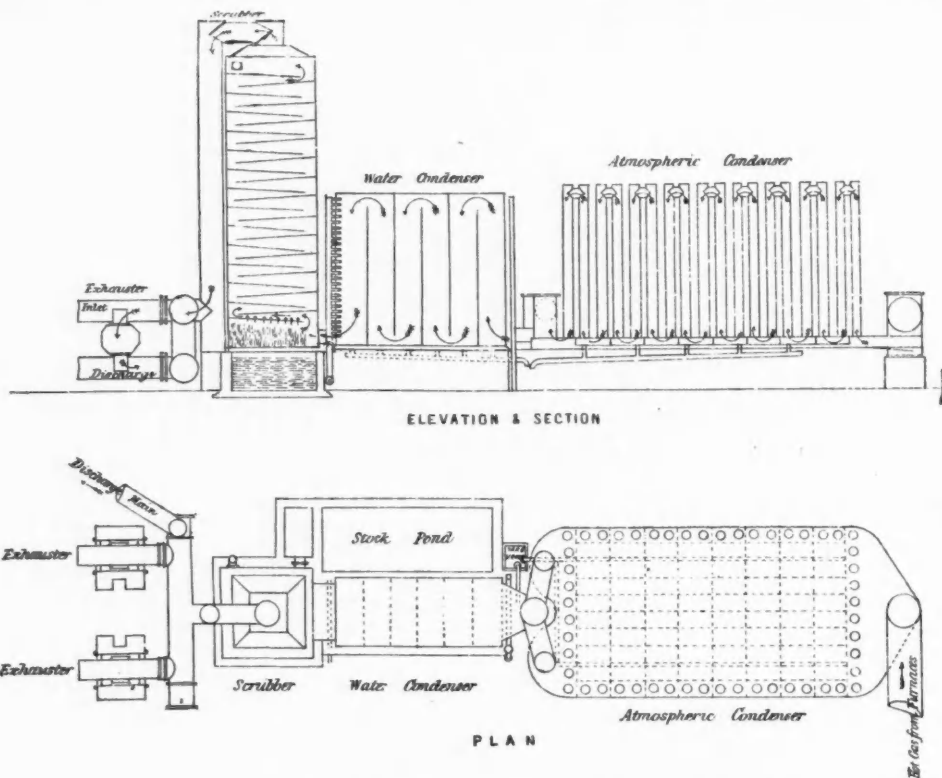 Scrubber
Water Condenser
Atmospheric Condenser
Exhauster
Inlet
Discharge
ELEVATION & SECTION
Discharge
Main
Exhauster
Stock Pond
Exhauster
Scrubber
Water Condenser
Atmospheric Condenser
Hot Gas from Furnaces
PLAN